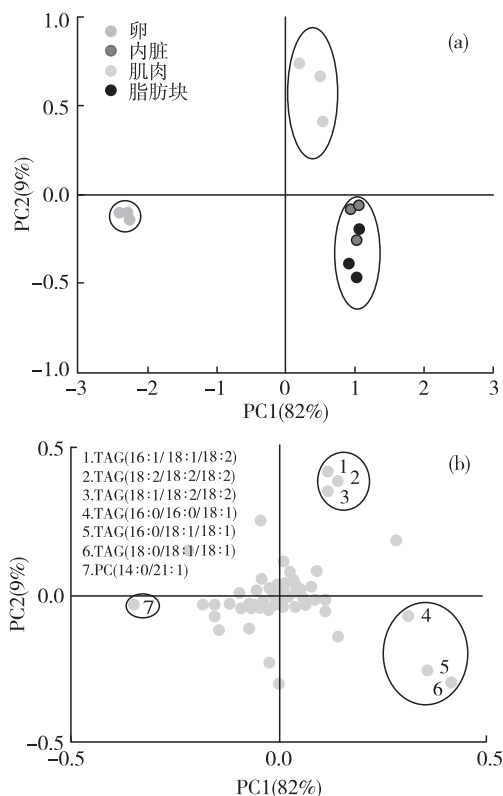 1.0
卵
内脏
肌肉
脂肪块
(a)
0.5
0.0
−0.5
−1.0
PC2(9%)
−3
−2
−1
0
1
2
3
PC1(82%)
0.5
1.TAG(16∶1/18∶1/18∶2)
2.TAG(18∶2/18∶2/18∶2)
3.TAG(18∶1/18∶2/18∶2)
4.TAG(16∶0/16∶0/18∶1)
5.TAG(16∶0/18∶1/18∶1)
6.TAG(18∶0/18∶1/18∶1)
7.PC(14∶0/21∶1)
(b)
1
2
3
0.0
7
4
5
6
PC2(9%)
−0.5
−0.5
0.0
0.5
PC1(82%)